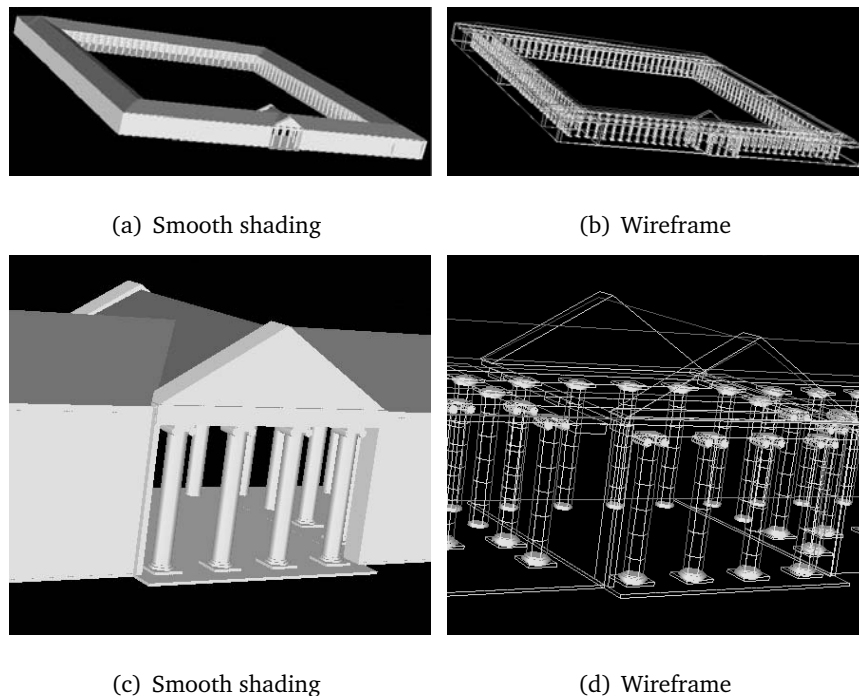 (a) Smooth shading
(b) Wireframe
(c) Smooth shading
(d) Wireframe